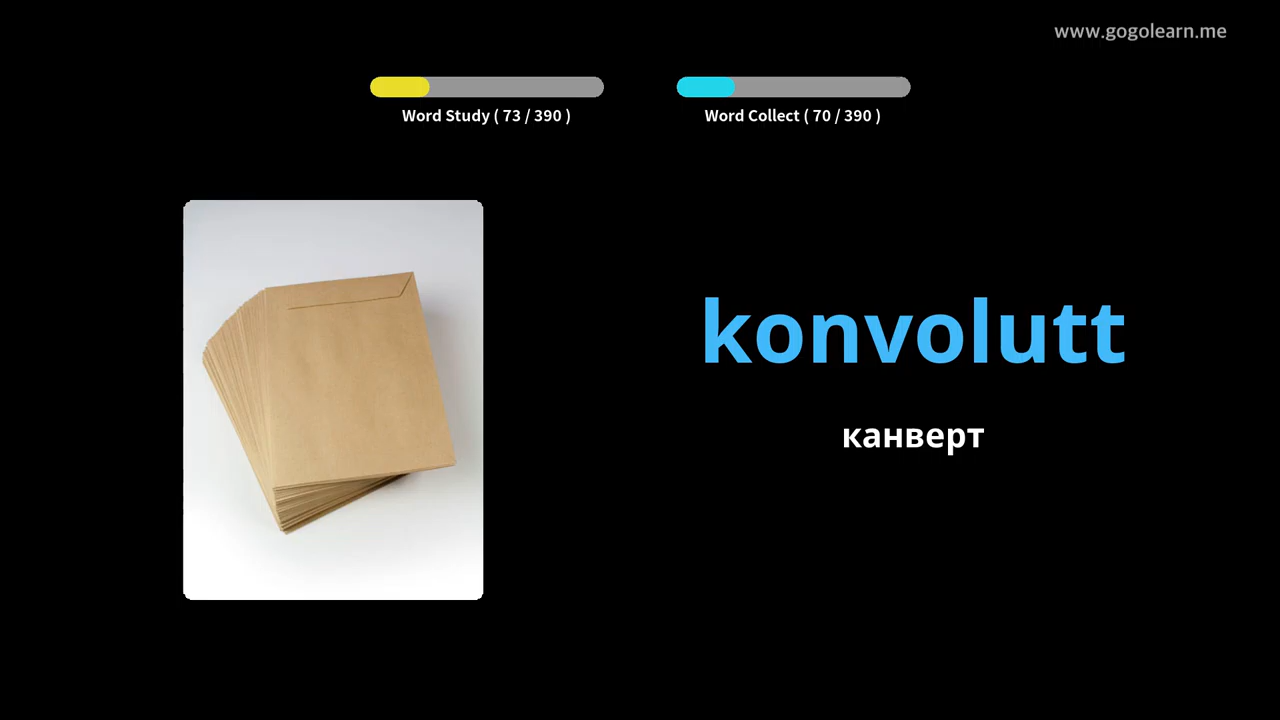 www.gogolearn.me
Word Study ( 73 / 390 )
Word Collect ( 70 / 390 )
konvolutt
канверт